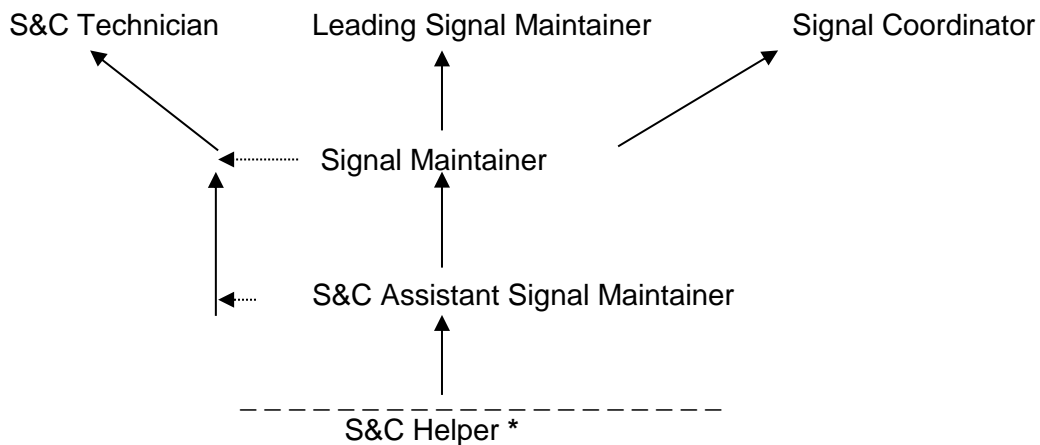 S&C Technician Leading Signal Maintainer Signal Coordinator
Signal Maintainer
S&C Assistant Signal Maintainer
S&C Helper *